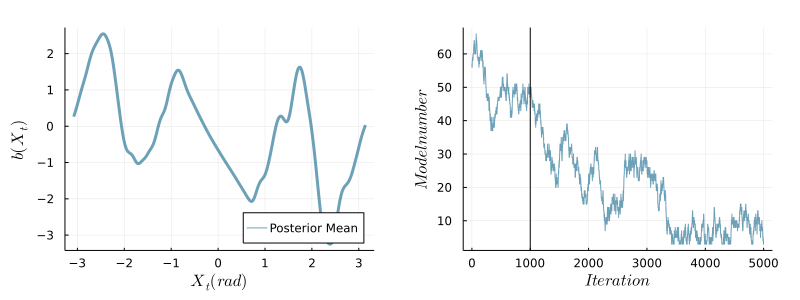 b(X_t)
2
1
0
−1
−2
−3
Posterior Mean
−3 −2 −1 0 1 2 3
X_t(rad)
Modelnumber
60
50
40
30
20
10
0 1000 2000 3000 4000 5000
Iteration